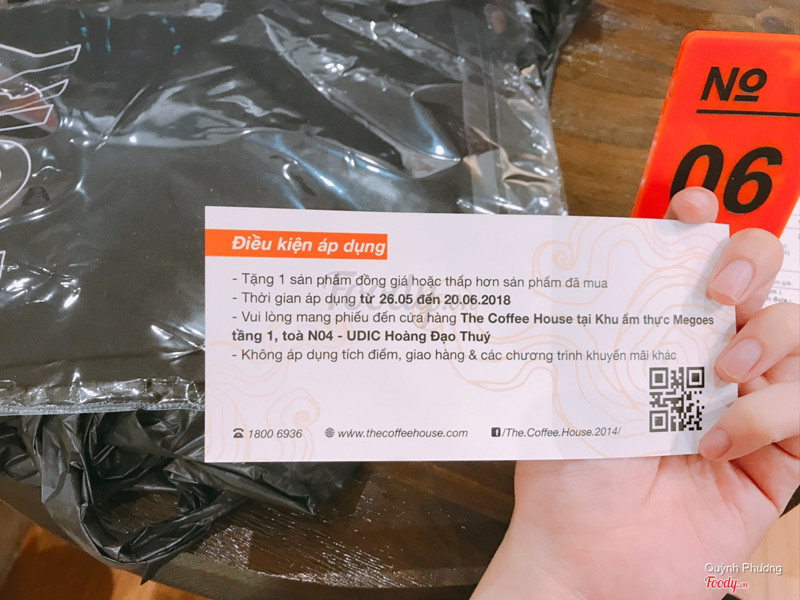 No
06
Điều kiện áp dụng
- Tặng 1 sản phẩm đồng giá hoặc thấp hơn sản phẩm đã mua
- Thời gian áp dụng từ 26.05 đến 20.06.2018
- Vui lòng mang phiếu đến cửa hàng The Coffee House tại Khu ẩm thực Megoes
tầng 1, toà N04 - UDIC Hoàng Đạo Thuý
- Không áp dụng tích điểm, giao hàng & các chương trình khuyến mãi khác
1800 6936 www.thecoffeehouse.com /The.Coffee.House.2014/
Foody.vn
Quỳnh Phương
Foody.vn